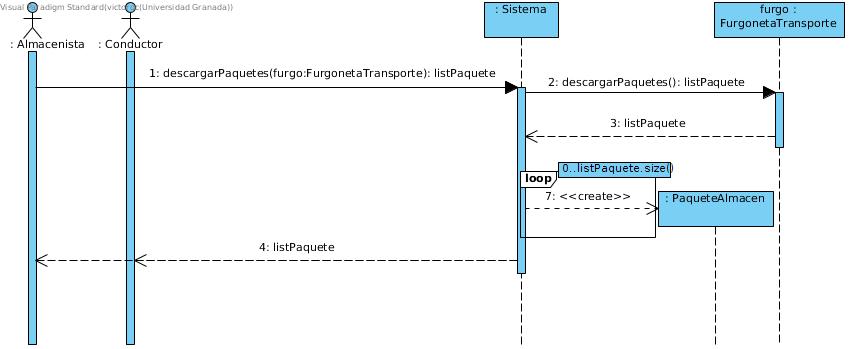 Visual Paradigm Standard(victor(Universidad Granada))
: Almacenista
: Conductor
: Sistema
furgo :
FurgonetaTransporte
1: descargarPaquetes(furgo:FurgonetaTransporte): listPaquete
2: descargarPaquetes(): listPaquete
3: listPaquete
0..listPaquete.size()
loop
7: <<create>>
: PaqueteAlmacen
4: listPaquete